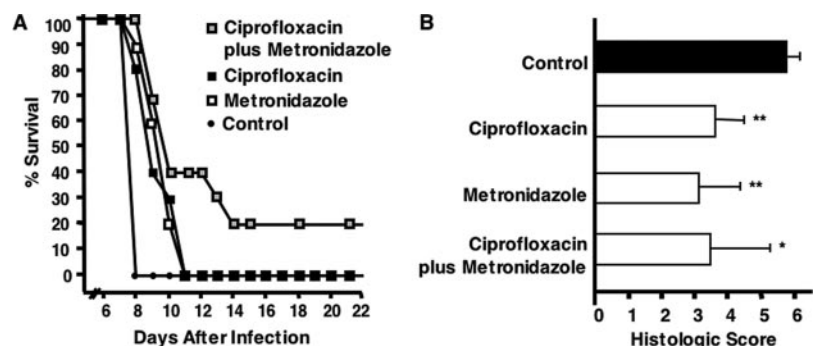 A
% Survival
100
90
80
70
60
50
40
30
20
10
0
6 8 10 12 14 16 18 20 22
Days After Infection
Ciprofloxacin
plus Metronidazole
Ciprofloxacin
Metronidazole
Control
B
Control
Ciprofloxacin
**
Metronidazole
**
Ciprofloxacin
plus Metronidazole
*
0 1 2 3 4 5 6
Histologic Score